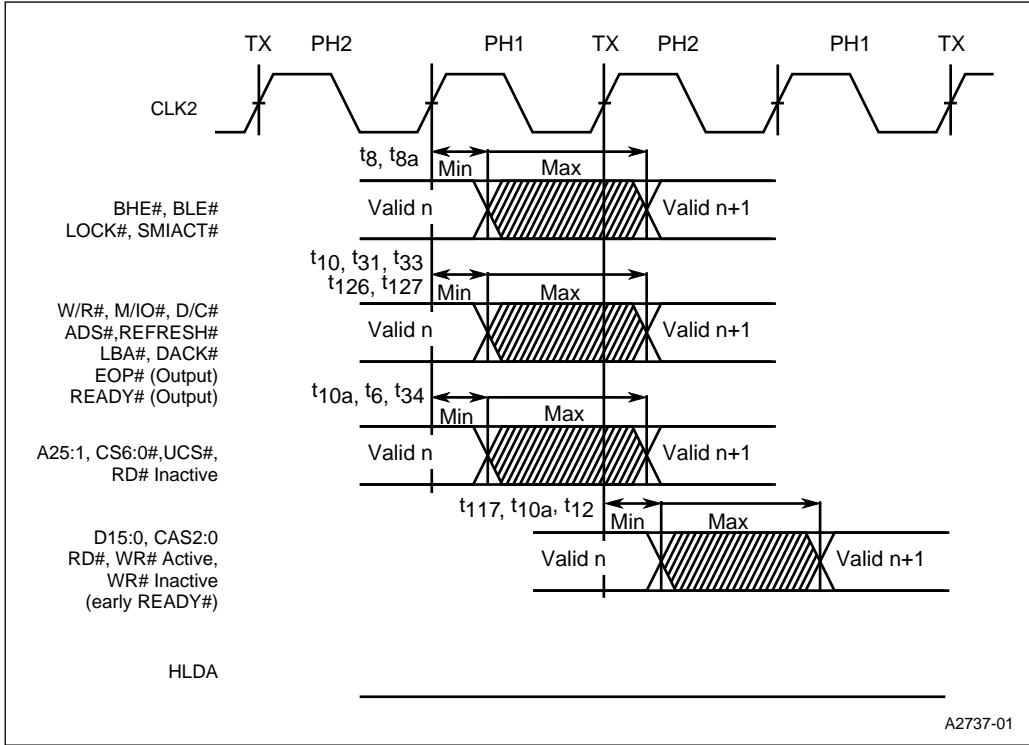 TX PH2 PH1 TX PH2 PH1 TX
CLK2
t8, t8a
Min Max
BHE#, BLE#
LOCK#, SMIACT#
Valid n Valid n+1
t10, t31, t33
t126, t127
Min Max
W/R#, M/IO#, D/C#
ADS#,REFRESH#
LBA#, DACK#
EOP# (Output)
READY# (Output)
Valid n Valid n+1
t10a, t6, t34
Min Max
A25:1, CS6:0#,UCS#,
RD# Inactive
Valid n Valid n+1
t117, t10a, t12
Min Max
D15:0, CAS2:0
RD#, WR# Active,
WR# Inactive
(early READY#)
Valid n Valid n+1
HLDA
A2737-01